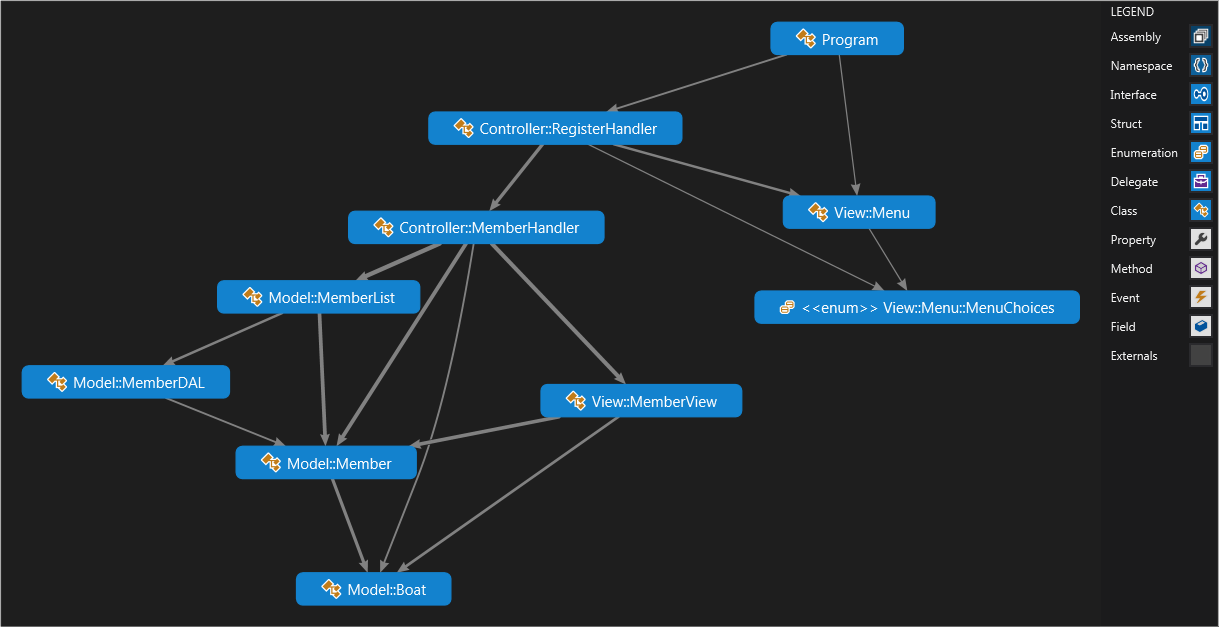 Program
Controller::RegisterHandler
View::Menu
Controller::MemberHandler
Model::MemberList
<<enum>> View::Menu::MenuChoices
Model::MemberDAL
View::MemberView
Model::Member
Model::Boat
LEGEND
Assembly
Namespace
Interface
Struct
Enumeration
Delegate
Class
Property
Method
Event
Field
Externals